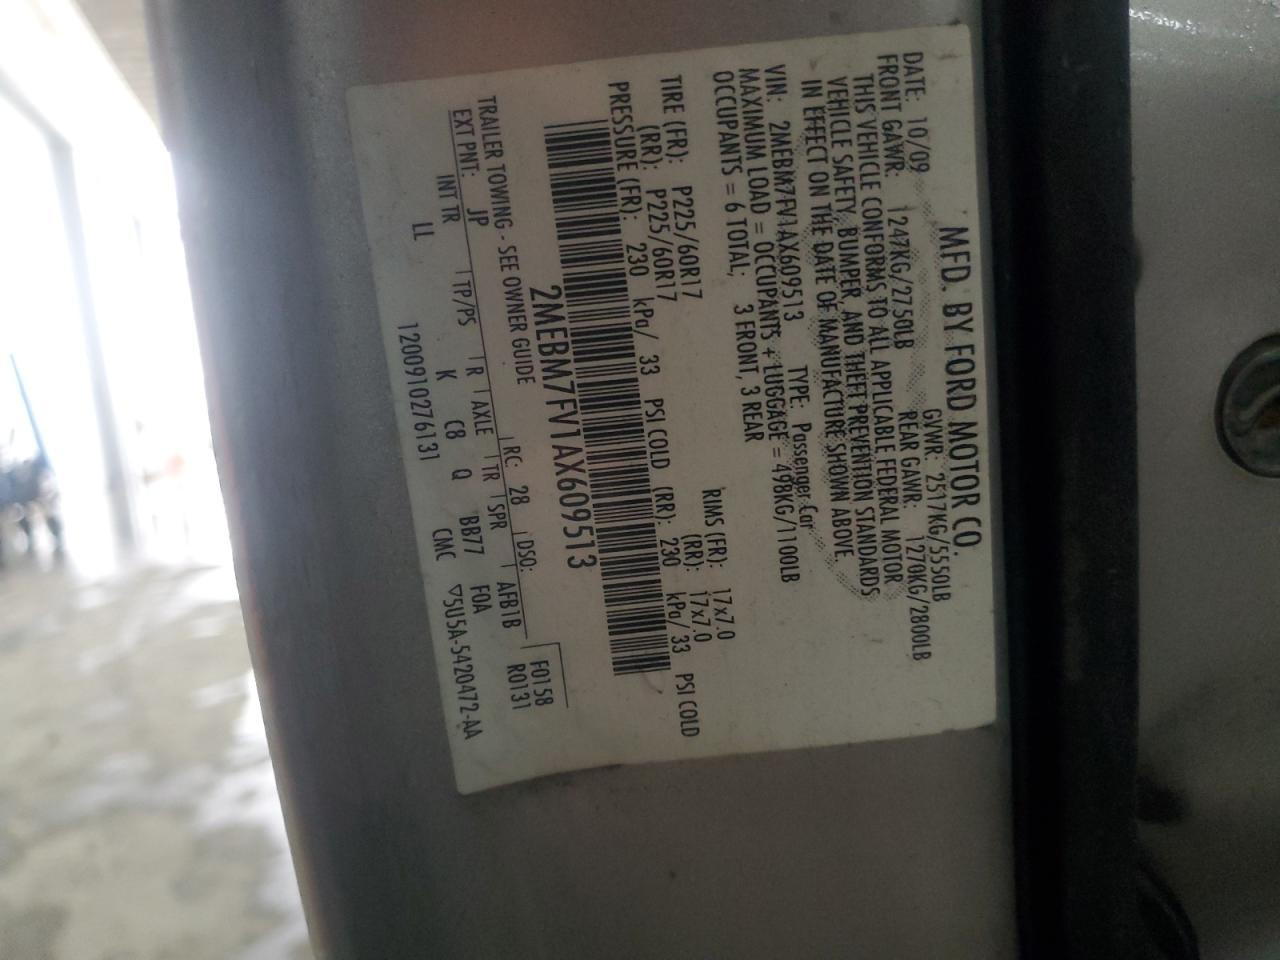 MFD. BY FORD MOTOR CO.
DATE: 10/09 GVWR: 2517KG/5550LB
FRONT GAWR: 1247KG/2750LB REAR GAWR: 1270KG/2800LB
THIS VEHICLE CONFORMS TO ALL APPLICABLE FEDERAL MOTOR
VEHICLE SAFETY, BUMPER, AND THEFT PREVENTION STANDARDS
IN EFFECT ON THE DATE OF MANUFACTURE SHOWN ABOVE
VIN: 2MEBM7FV1AX609513 TYPE: Passenger Car
MAXIMUM LOAD = OCCUPANTS + LUGGAGE = 498KG/1100LB
OCCUPANTS = 6 TOTAL; 3 FRONT, 3 REAR
TIRE (FR): P225/60R17 RIMS (FR): 17x7.0
(RR): P225/60R17 (RR): 17x7.0
PRESSURE (FR): 230 kPa/ 33 PSI COLD (RR): 230 kPa/ 33 PSI COLD
2MEBM7FV1AX609513
TRAILER TOWING - SEE OWNER GUIDE
F0158
R0131
EXT PNT: JP RC: 28 DSO: AFB1B
INT TR TP/PS R AXLE TR SPR
LL K C8 Q BB77 FOA
1200910276131 CMC ▽5U5A-5420472-AA